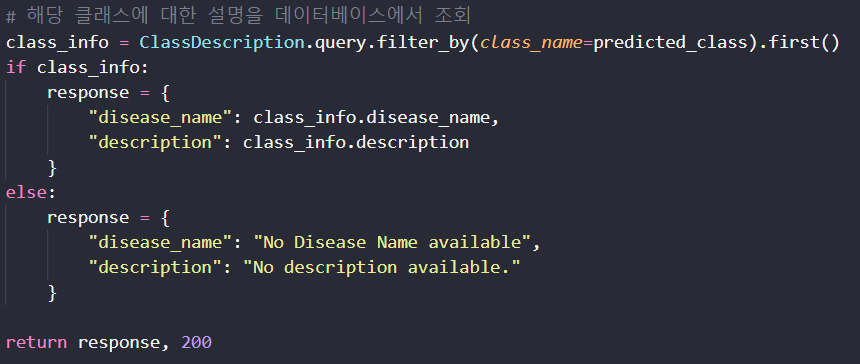 # 해당 클래스에 대한 설명을 데이터베이스에서 조회
class_info = ClassDescription.query.filter_by(class_name=predicted_class).first()
if class_info:
    response = {
        "disease_name": class_info.disease_name,
        "description": class_info.description
    }
else:
    response = {
        "disease_name": "No Disease Name available",
        "description": "No description available."
    }
return response, 200